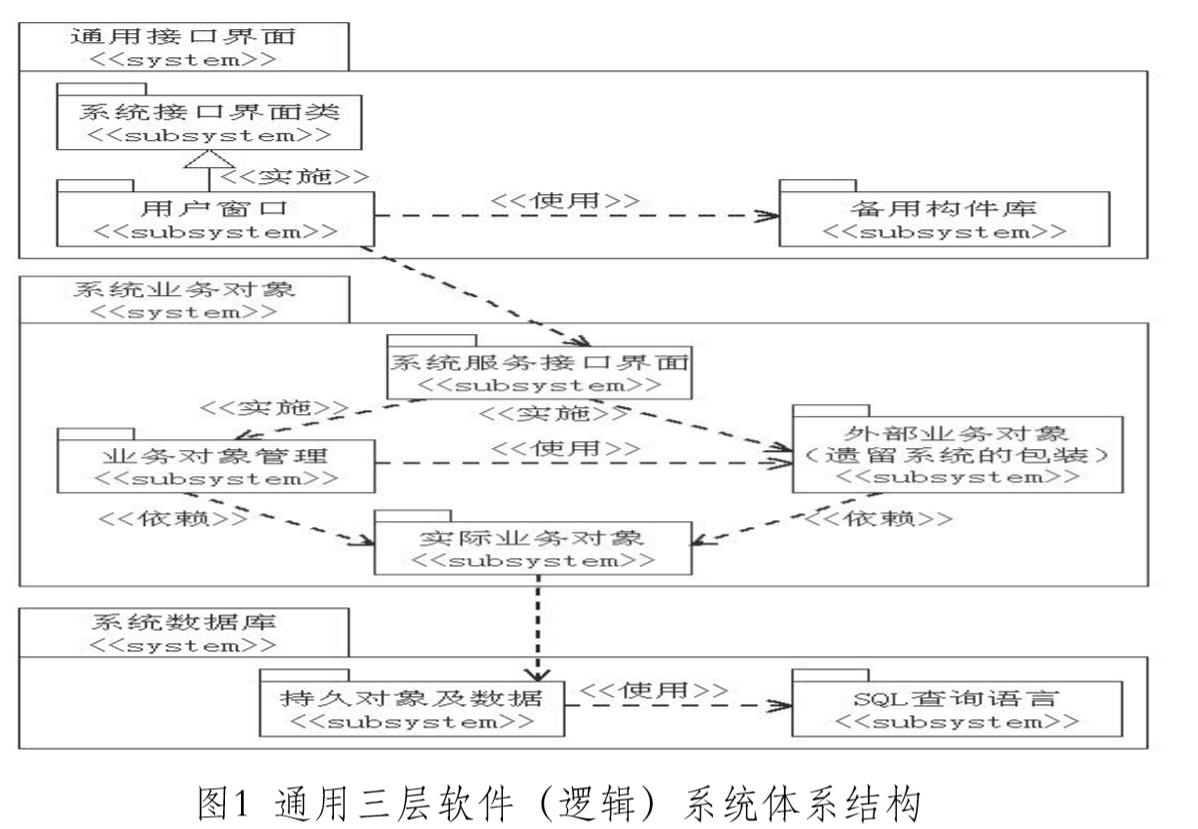 通用接口界面
<<system>>
系统接口界面类
<<subsystem>>
<<实施>>
用户窗口
<<subsystem>>
<<使用>>
备用构件库
<<subsystem>>
系统业务对象
<<system>>
系统服务接口界面
<<subsystem>>
<<实施>>
<<实施>>
业务对象管理
<<subsystem>>
<<使用>>
外部业务对象
(遗留系统的包装)
<<subsystem>>
<<依赖>>
<<依赖>>
实际业务对象
<<subsystem>>
系统数据库
<<system>>
持久对象及数据
<<subsystem>>
<<使用>>
SQL查询语言
<<subsystem>>
图1 通用三层软件（逻辑）系统体系结构